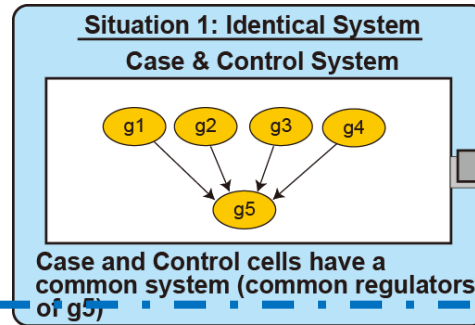 Situation 1: Identical System
Case & Control System
g1 g2 g3 g4
g5
Case and Control cells have a
common system (common regulators
of g5)